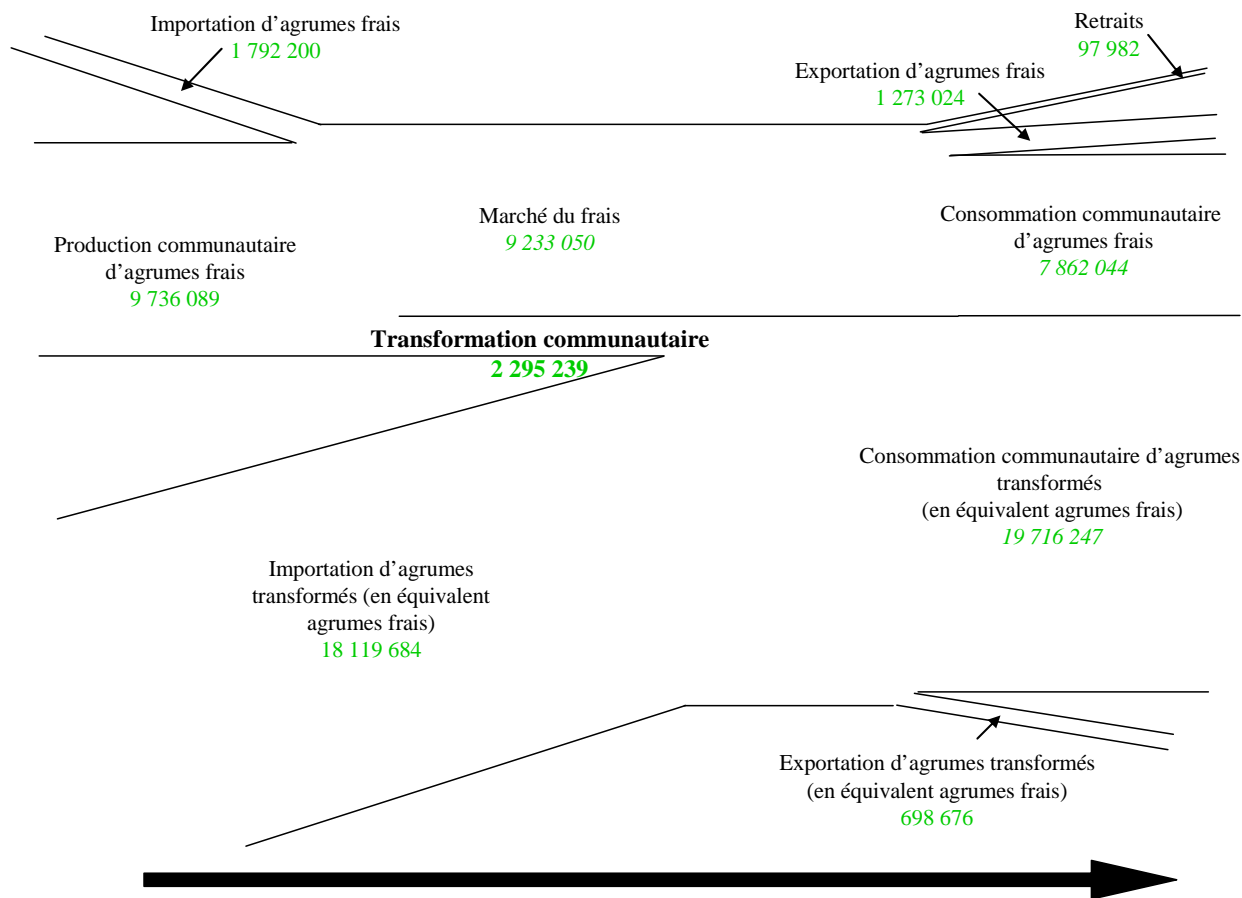 Importation d'agrumes frais
1 792 200
Retraits
97 982
Exportation d'agrumes frais
1 273 024
Production communautaire
d'agrumes frais
9 736 089
Marché du frais
9 233 050
Consommation communautaire
d'agrumes frais
7 862 044
Transformation communautaire
2 295 239
Consommation communautaire d'agrumes
transformés
(en équivalent agrumes frais)
19 716 247
Importation d'agrumes
transformés (en équivalent
agrumes frais)
18 119 684
Exportation d'agrumes transformés
(en équivalent agrumes frais)
698 676